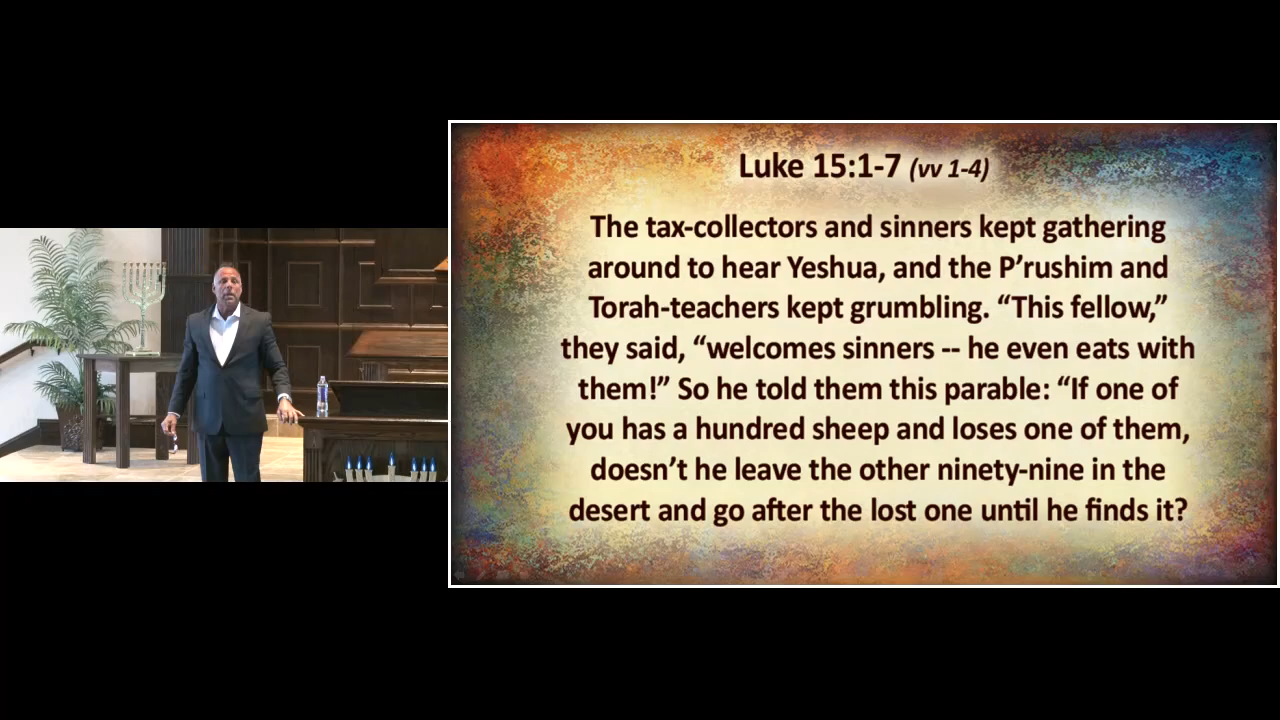 Luke 15:1-7 (vv 1-4)
The tax-collectors and sinners kept gathering
around to hear Yeshua, and the P’rushim and
Torah-teachers kept grumbling. “This fellow,”
they said, “welcomes sinners -- he even eats with
them!” So he told them this parable: “If one of
you has a hundred sheep and loses one of them,
doesn’t he leave the other ninety-nine in the
desert and go after the lost one until he finds it?